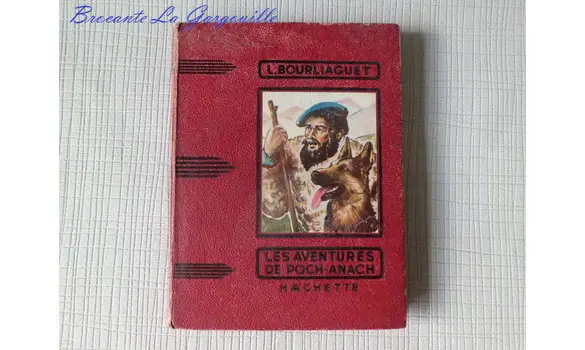 Brocante La Gargouille
L. BOURLIAGUET
LES AVENTURES
DE POCH-ANACH
HACHETTE